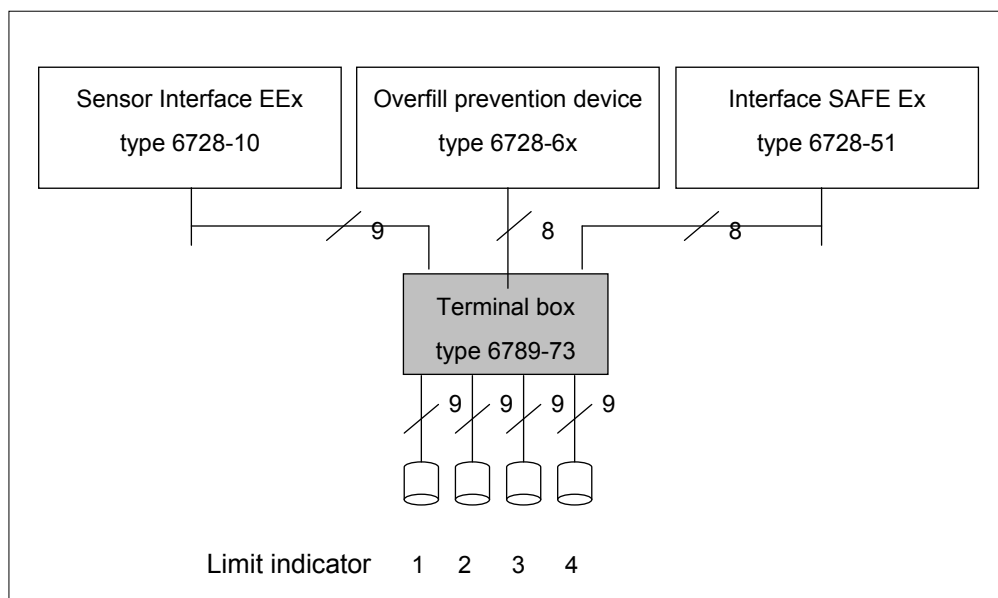 Sensor Interface EEx
type 6728-10
Overfill prevention device
type 6728-6x
Interface SAFE Ex
type 6728-51
9
8
8
Terminal box
type 6789-73
9 9 9 9
Limit indicator 1 2 3 4